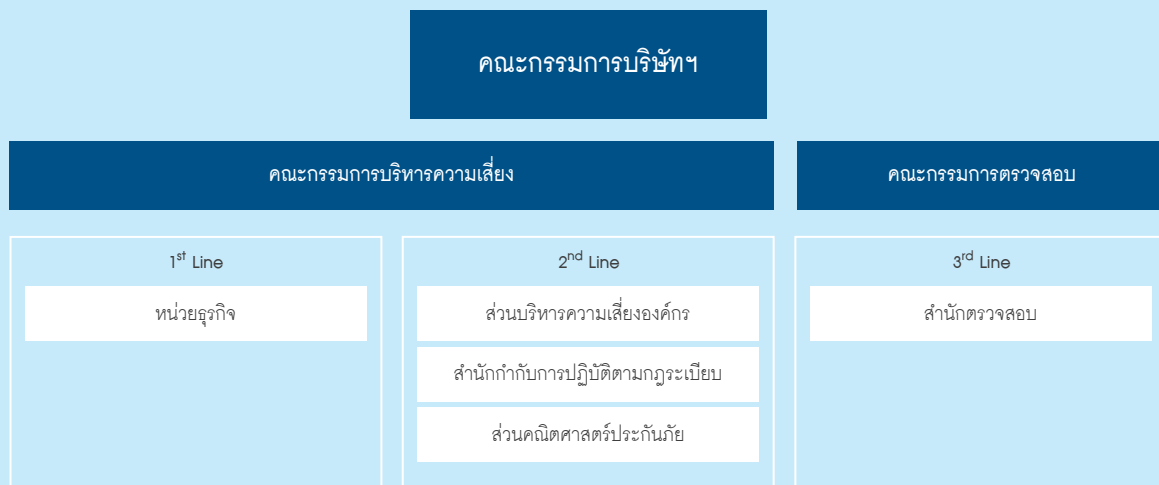 คณะกรรมการบริษัทฯ
คณะกรรมการบริหารความเสี่ยง
คณะกรรมการตรวจสอบ
1st Line
หน่วยธุรกิจ
2nd Line
ส่วนบริหารความเสี่ยงองค์กร
สำนักกำกับการปฏิบัติตามกฎระเบียบ
ส่วนคณิตศาสตร์ประกันภัย
3rd Line
สำนักตรวจสอบ